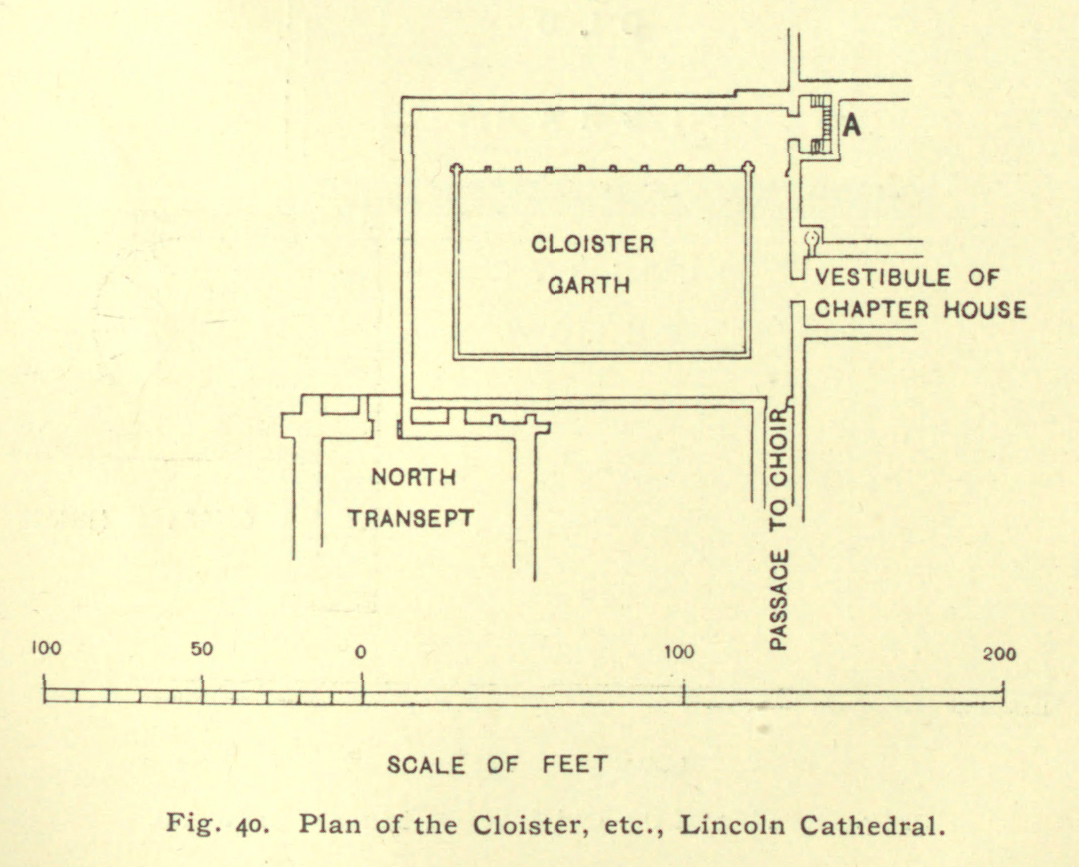 A
CLOISTER
GARTH
VESTIBULE OF
CHAPTER HOUSE
NORTH
TRANSEPT
PASSAGE TO CHOIR
100 50 0 100 200
SCALE OF FEET
Fig. 40. Plan of the Cloister, etc., Lincoln Cathedral.